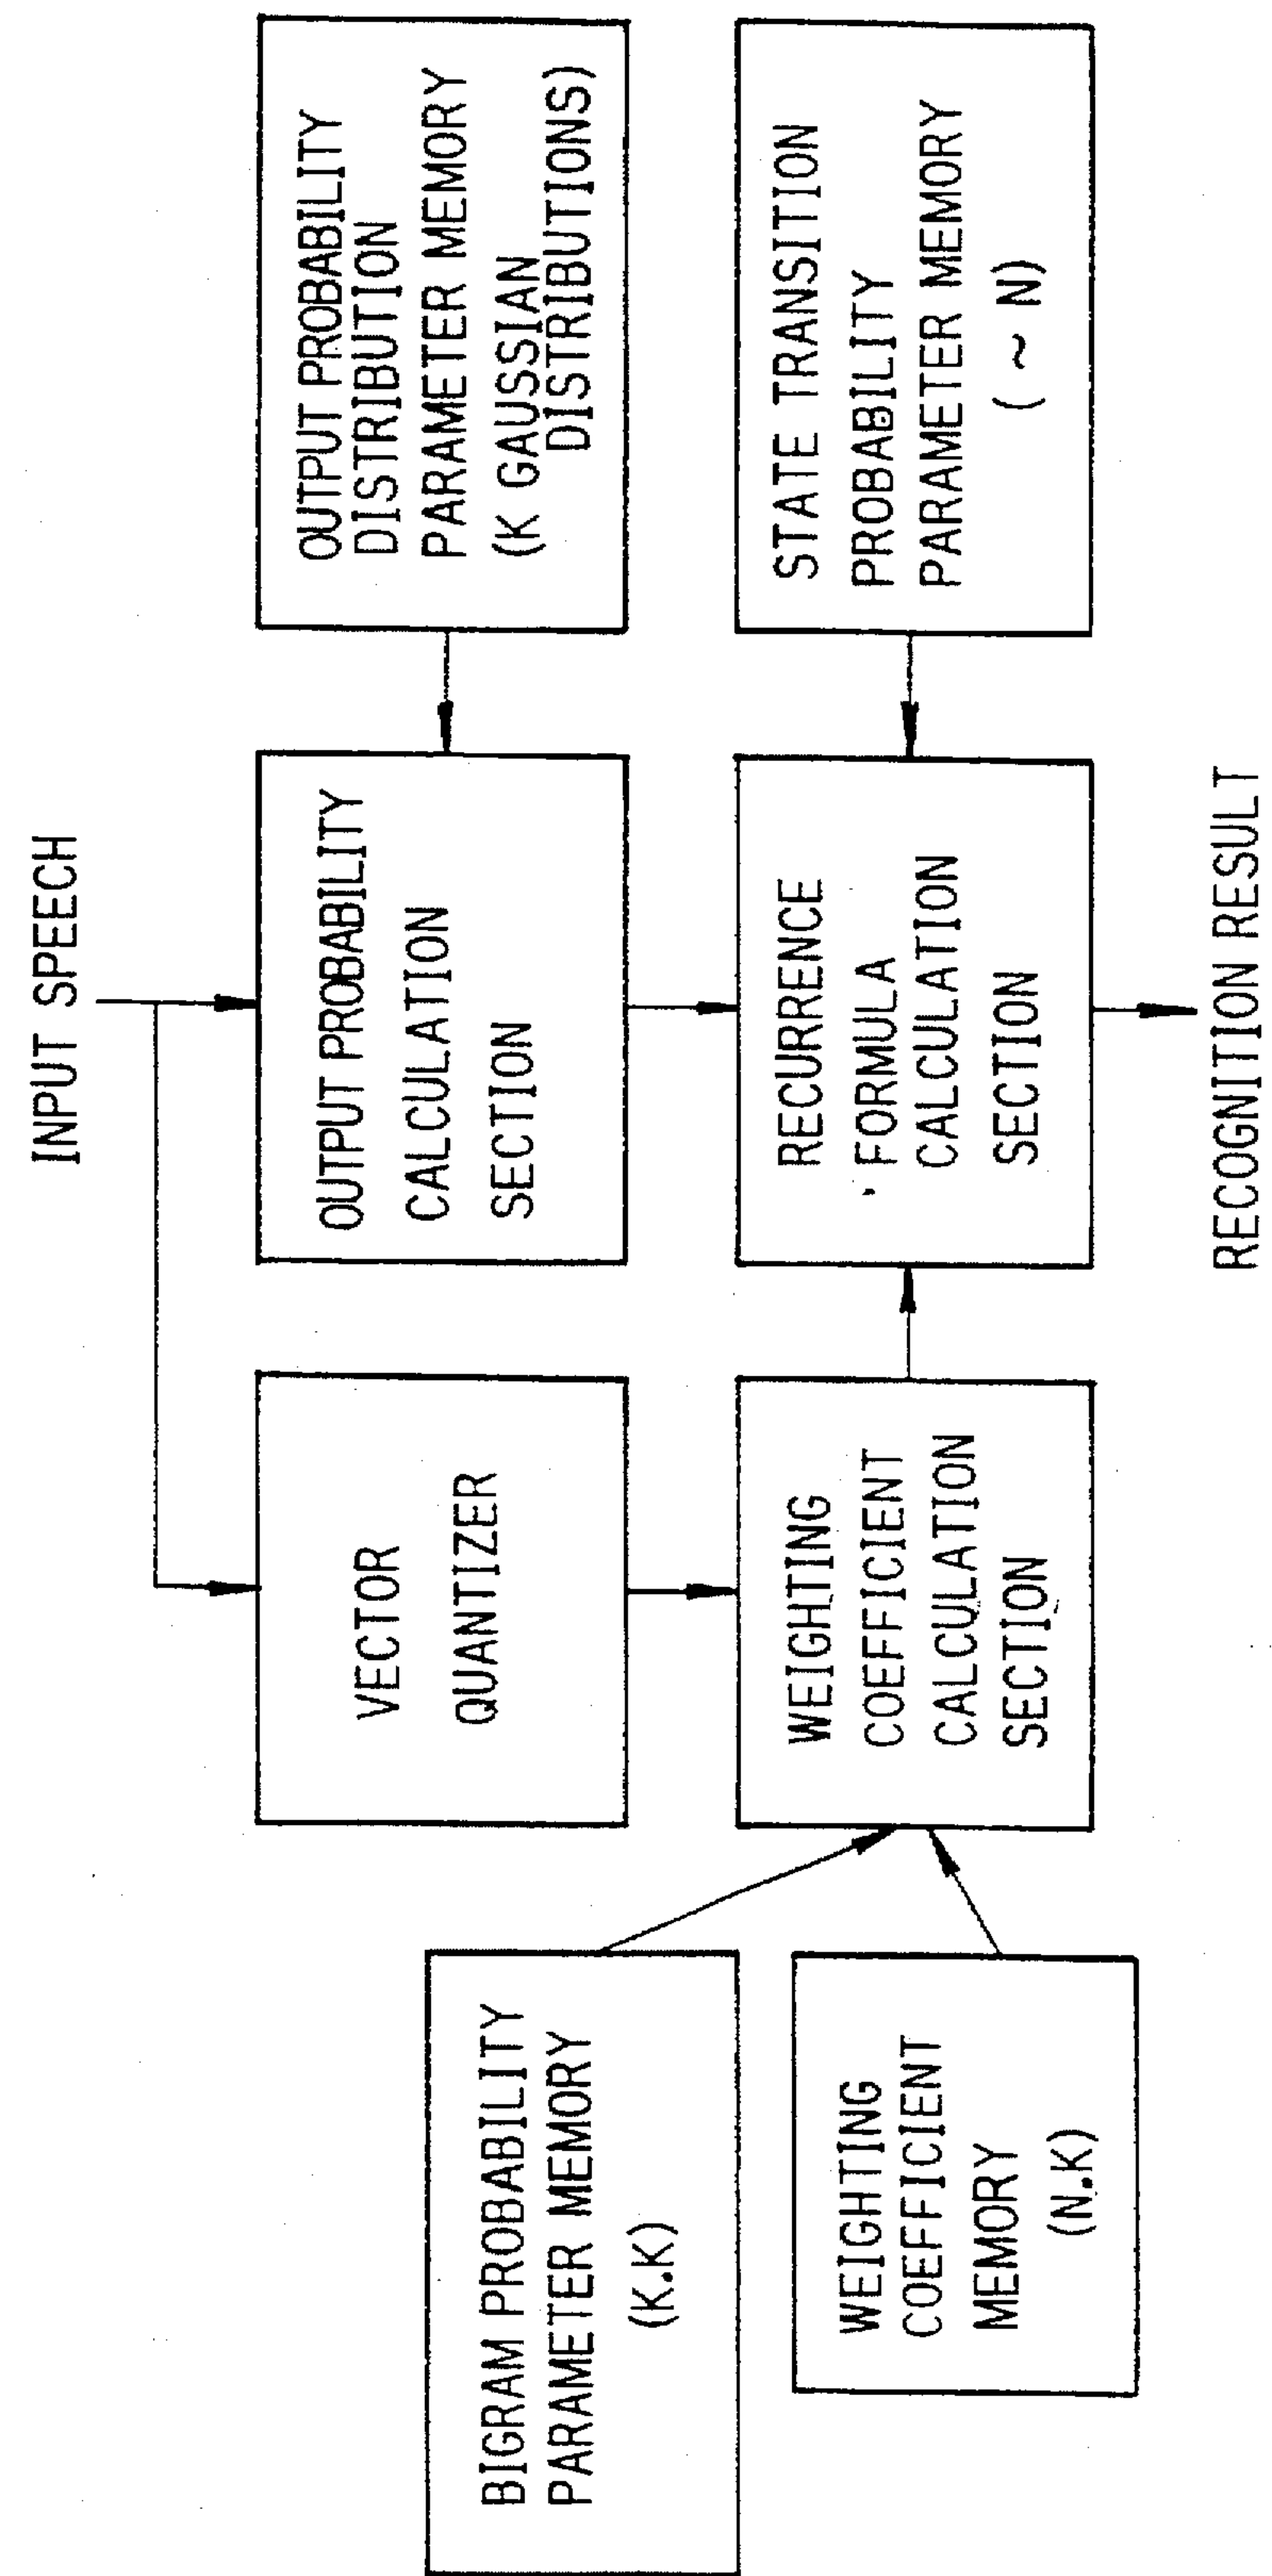 INPUT SPEECH
VECTOR
QUANTIZER
OUTPUT PROBABILITY
CALCULATION
SECTION
OUTPUT PROBABILITY
DISTRIBUTION
PARAMETER MEMORY
(K GAUSSIAN
DISTRIBUTIONS)
BIGRAM PROBABILITY
PARAMETER MEMORY
(K.K)
WEIGHTING
COEFFICIENT
MEMORY
(N.K)
WEIGHTING
COEFFICIENT
CALCULATION
SECTION
RECURRENCE
FORMULA
CALCULATION
SECTION
STATE TRANSITION
PROBABILITY
PARAMETER MEMORY
( ~ N)
RECOGNITION RESULT